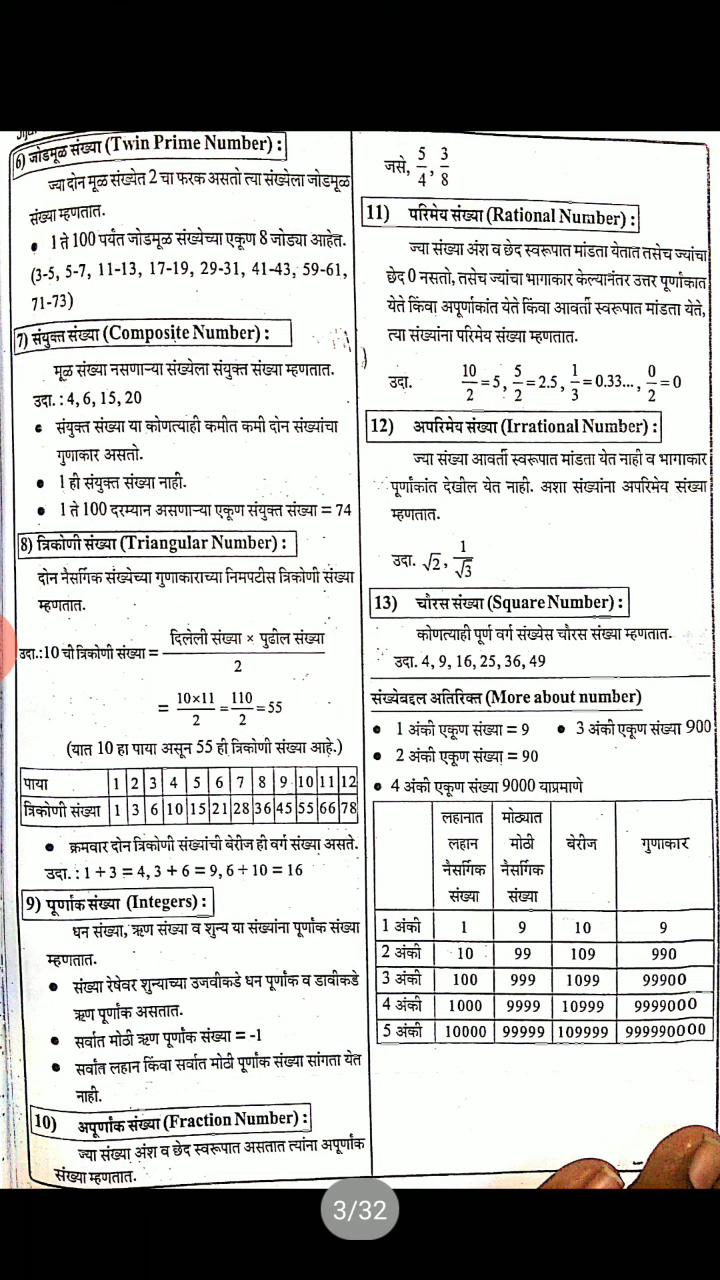 6) जोडमूळ संख्या (Twin Prime Number) :
ज्या दोन मूळ संख्येत 2 चा फरक असतो त्या संख्येला जोडमूळ
संख्या म्हणतात.
• 1 ते 100 पर्यंत जोडमूळ संख्येच्या एकूण 8 जोड्या आहेत.
(3-5, 5-7, 11-13, 17-19, 29-31, 41-43, 59-61,
71-73)
7) संयुक्त संख्या (Composite Number) :
मूळ संख्या नसणाऱ्या संख्येला संयुक्त संख्या म्हणतात.
उदा. : 4, 6, 15, 20
• संयुक्त संख्या या कोणत्याही कमीत कमी दोन संख्यांचा
गुणाकार असतो.
• 1 ही संयुक्त संख्या नाही.
• 1 ते 100 दरम्यान असणाऱ्या एकूण संयुक्त संख्या = 74
8) त्रिकोणी संख्या (Triangular Number) :
दोन नैसर्गिक संख्येच्या गुणाकाराच्या निमपटीस त्रिकोणी संख्या
म्हणतात.
उदा.:10 ची त्रिकोणी संख्या = दिलेली संख्या × पुढील संख्या / 2
= 10×11 / 2 = 110 / 2 = 55
(यात 10 हा पाया असून 55 ही त्रिकोणी संख्या आहे.)
पाया 1 2 3 4 5 6 7 8 9 10 11 12
त्रिकोणी संख्या 1 3 6 10 15 21 28 36 45 55 66 78
• क्रमवार दोन त्रिकोणी संख्यांची बेरीज ही वर्ग संख्या असते.
उदा. : 1 + 3 = 4, 3 + 6 = 9, 6 + 10 = 16
9) पूर्णांक संख्या (Integers) :
धन संख्या, ऋण संख्या व शुन्य या संख्यांना पूर्णांक संख्या
म्हणतात.
• संख्या रेषेवर शुन्याच्या उजवीकडे धन पूर्णांक व डावीकडे
ऋण पूर्णांक असतात.
• सर्वात मोठी ऋण पूर्णांक संख्या = -1
• सर्वांत लहान किंवा सर्वात मोठी पूर्णांक संख्या सांगता येत
नाही.
10) अपूर्णांक संख्या (Fraction Number) :
ज्या संख्या अंश व छेद स्वरूपात असतात त्यांना अपूर्णांक
संख्या म्हणतात.
जसे, 5/4, 3/8
11) परिमेय संख्या (Rational Number) :
ज्या संख्या अंश व छेद स्वरूपात मांडता येतात तसेच ज्यांचा
छेद 0 नसतो, तसेच ज्यांचा भागाकार केल्यानंतर उत्तर पूर्णांकात
येते किंवा अपूर्णाकांत येते किंवा आवर्ती स्वरूपात मांडता येते,
त्या संख्यांना परिमेय संख्या म्हणतात.
उदा. 10/2 = 5, 5/2 = 2.5, 1/3 = 0.33..., 0/2 = 0
12) अपरिमेय संख्या (Irrational Number) :
ज्या संख्या आवर्ती स्वरूपात मांडता येत नाही व भागाकार
पूर्णांकांत देखील येत नाही. अशा संख्यांना अपरिमेय संख्या
म्हणतात.
उदा. √2, 1/√3
13) चौरस संख्या (Square Number) :
कोणत्याही पूर्ण वर्ग संख्येस चौरस संख्या म्हणतात.
उदा. 4, 9, 16, 25, 36, 49
संख्येबद्दल अतिरिक्त (More about number)
• 1 अंकी एकूण संख्या = 9 • 3 अंकी एकूण संख्या 900
• 2 अंकी एकूण संख्या = 90
• 4 अंकी एकूण संख्या 9000 याप्रमाणे
लहानात लहान नैसर्गिक संख्या मोठ्यात मोठी नैसर्गिक संख्या बेरीज गुणाकार
1 अंकी 1 9 10 9
2 अंकी 10 99 109 990
3 अंकी 100 999 1099 99900
4 अंकी 1000 9999 10999 9999000
5 अंकी 10000 99999 109999 999990000
3/32